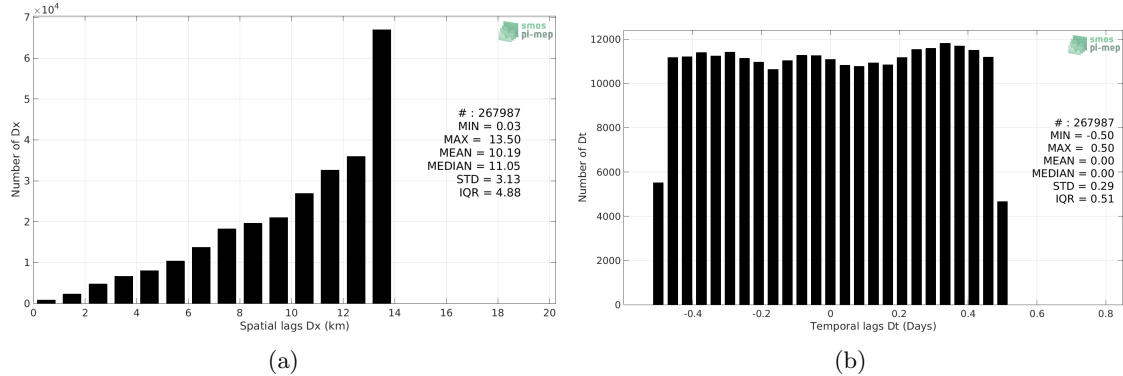 7 ×10⁴
6
5
4
3
2
1
0
Number of Dx
0 2 4 6 8 10 12 14 16 18 20
Spatial lags Dx (km)
smos
pi-mep
# : 267987
MIN = 0.03
MAX = 13.50
MEAN = 10.19
MEDIAN = 11.05
STD = 3.13
IQR = 4.88
(a)
12000
10000
8000
6000
4000
2000
0
Number of Dt
-0.4 -0.2 0 0.2 0.4 0.6 0.8
Temporal lags Dt (Days)
smos
pi-mep
# : 267987
MIN = -0.50
MAX = 0.50
MEAN = 0.00
MEDIAN = 0.00
STD = 0.29
IQR = 0.51
(b)